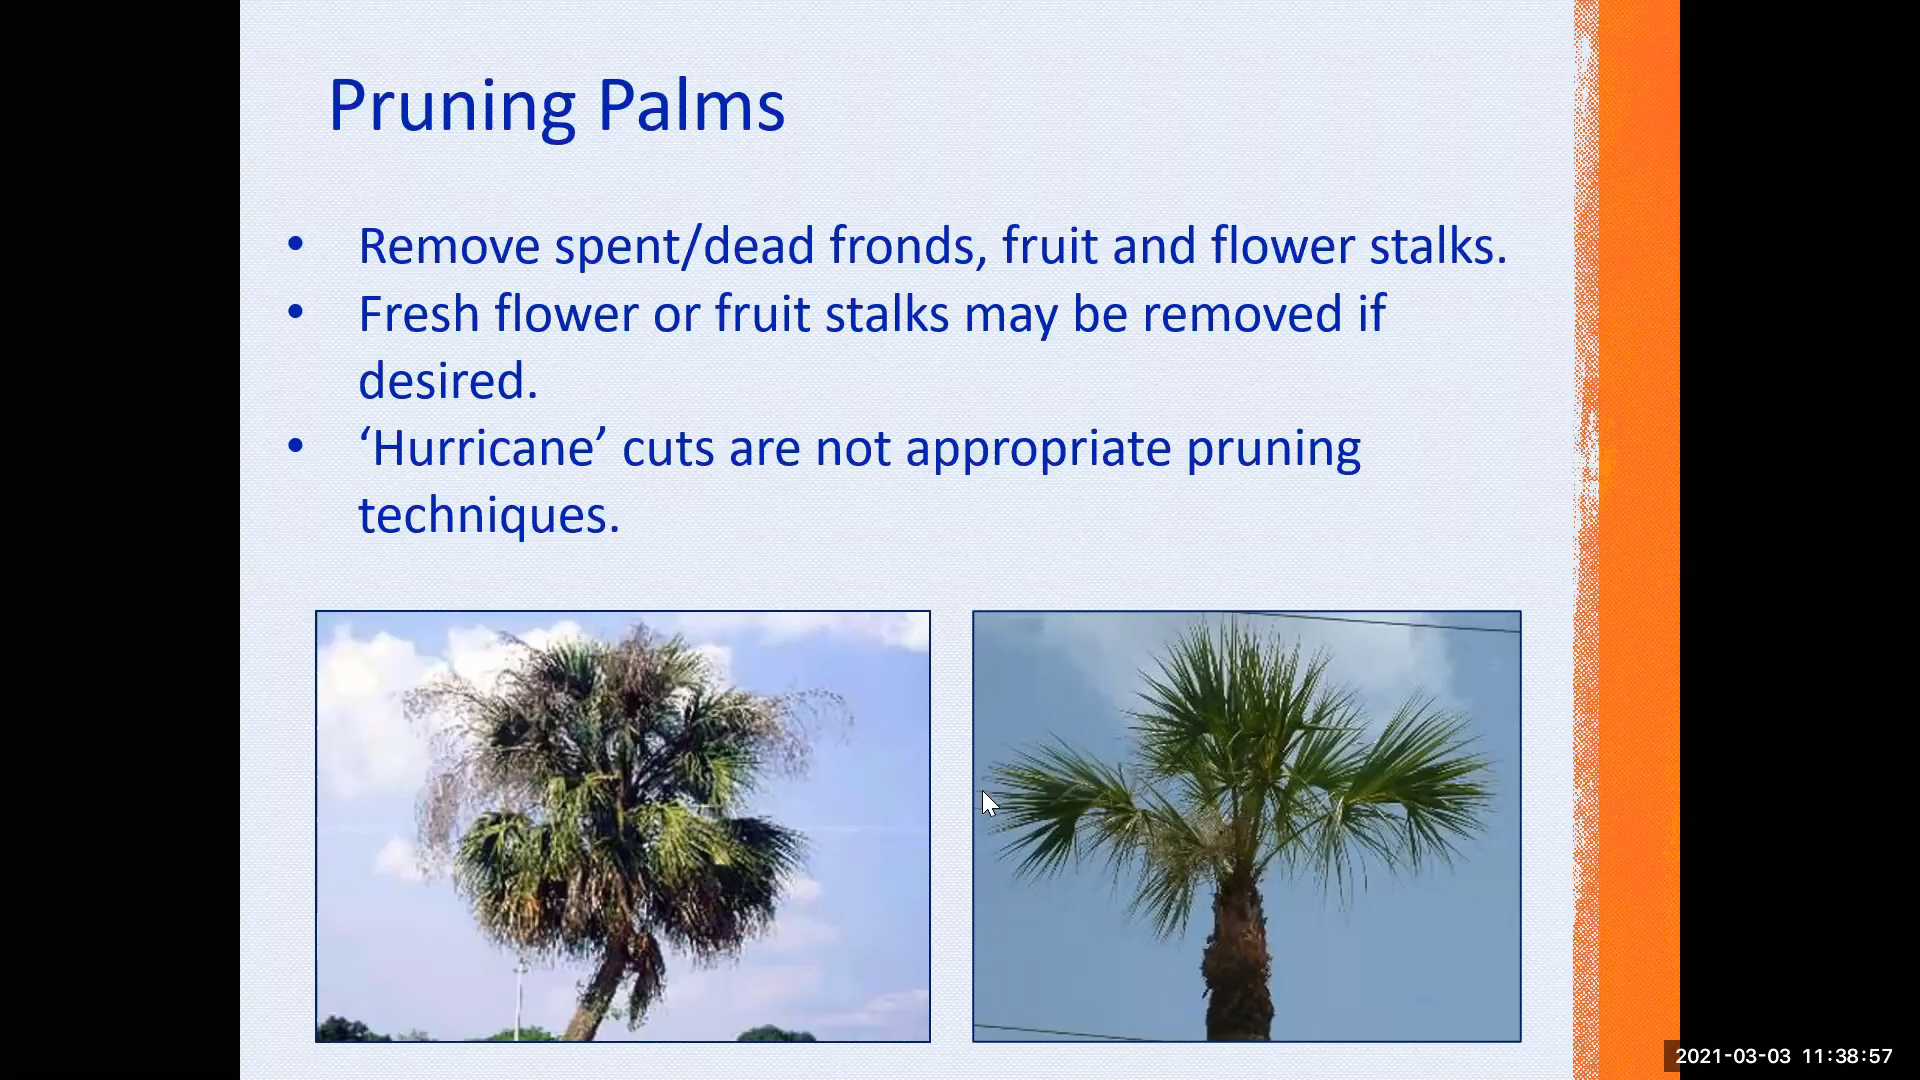 Pruning Palms
• Remove spent/dead fronds, fruit and flower stalks.
• Fresh flower or fruit stalks may be removed if
desired.
• ‘Hurricane’ cuts are not appropriate pruning
techniques.
2021-03-03 11:38:57